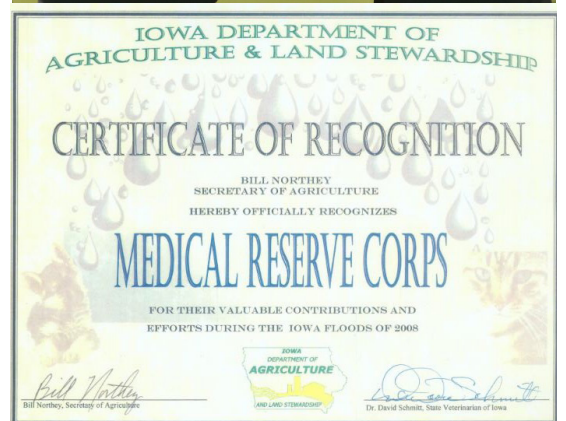 IOWA DEPARTMENT OF
AGRICULTURE & LAND STEWARDSHIP
CERTIFICATE OF RECOGNITION
BILL NORTHEY
SECRETARY OF AGRICULTURE
HEREBY OFFICIALLY RECOGNIZES
MEDICAL RESERVE CORPS
FOR THEIR VALUABLE CONTRIBUTIONS AND
EFFORTS DURING THE IOWA FLOODS OF 2008
IOWA
DEPARTMENT OF
AGRICULTURE
AND LAND STEWARDSHIP
Bill Northey
Bill Northey, Secretary of Agriculture
Dr. David Schmitt, State Veterinarian of Iowa